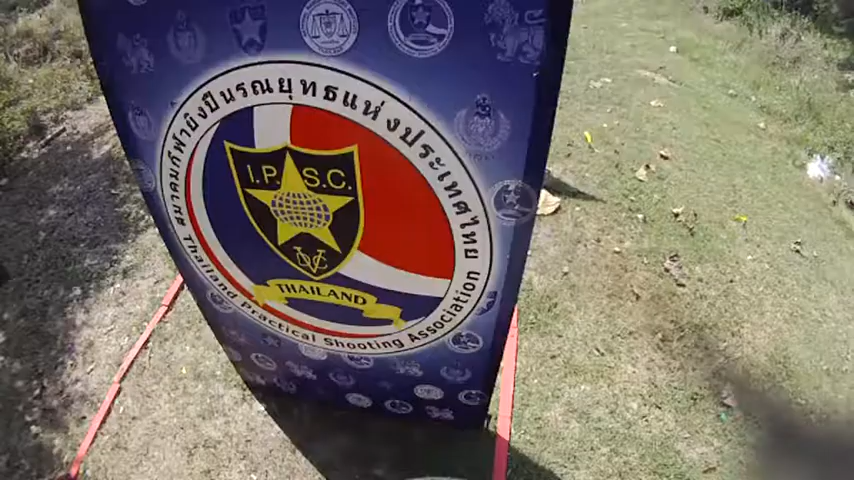 สมาคมกีฬายิงปืนรณยุทธแห่งประเทศไทย
I.P.S.C.
DVC
THAILAND
Thailand Practical Shooting Association